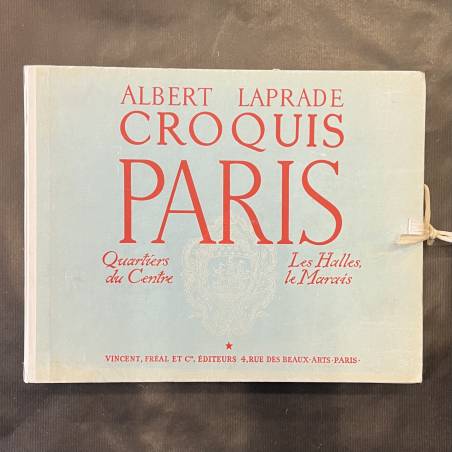 ALBERT LAPRADE
CROQUIS
PARIS
Quartiers Les Halles,
du Centre le Marais
VINCENT, FRÉAL ET Cie. ÉDITEURS 4, RUE DES BEAUX-ARTS-PARIS-